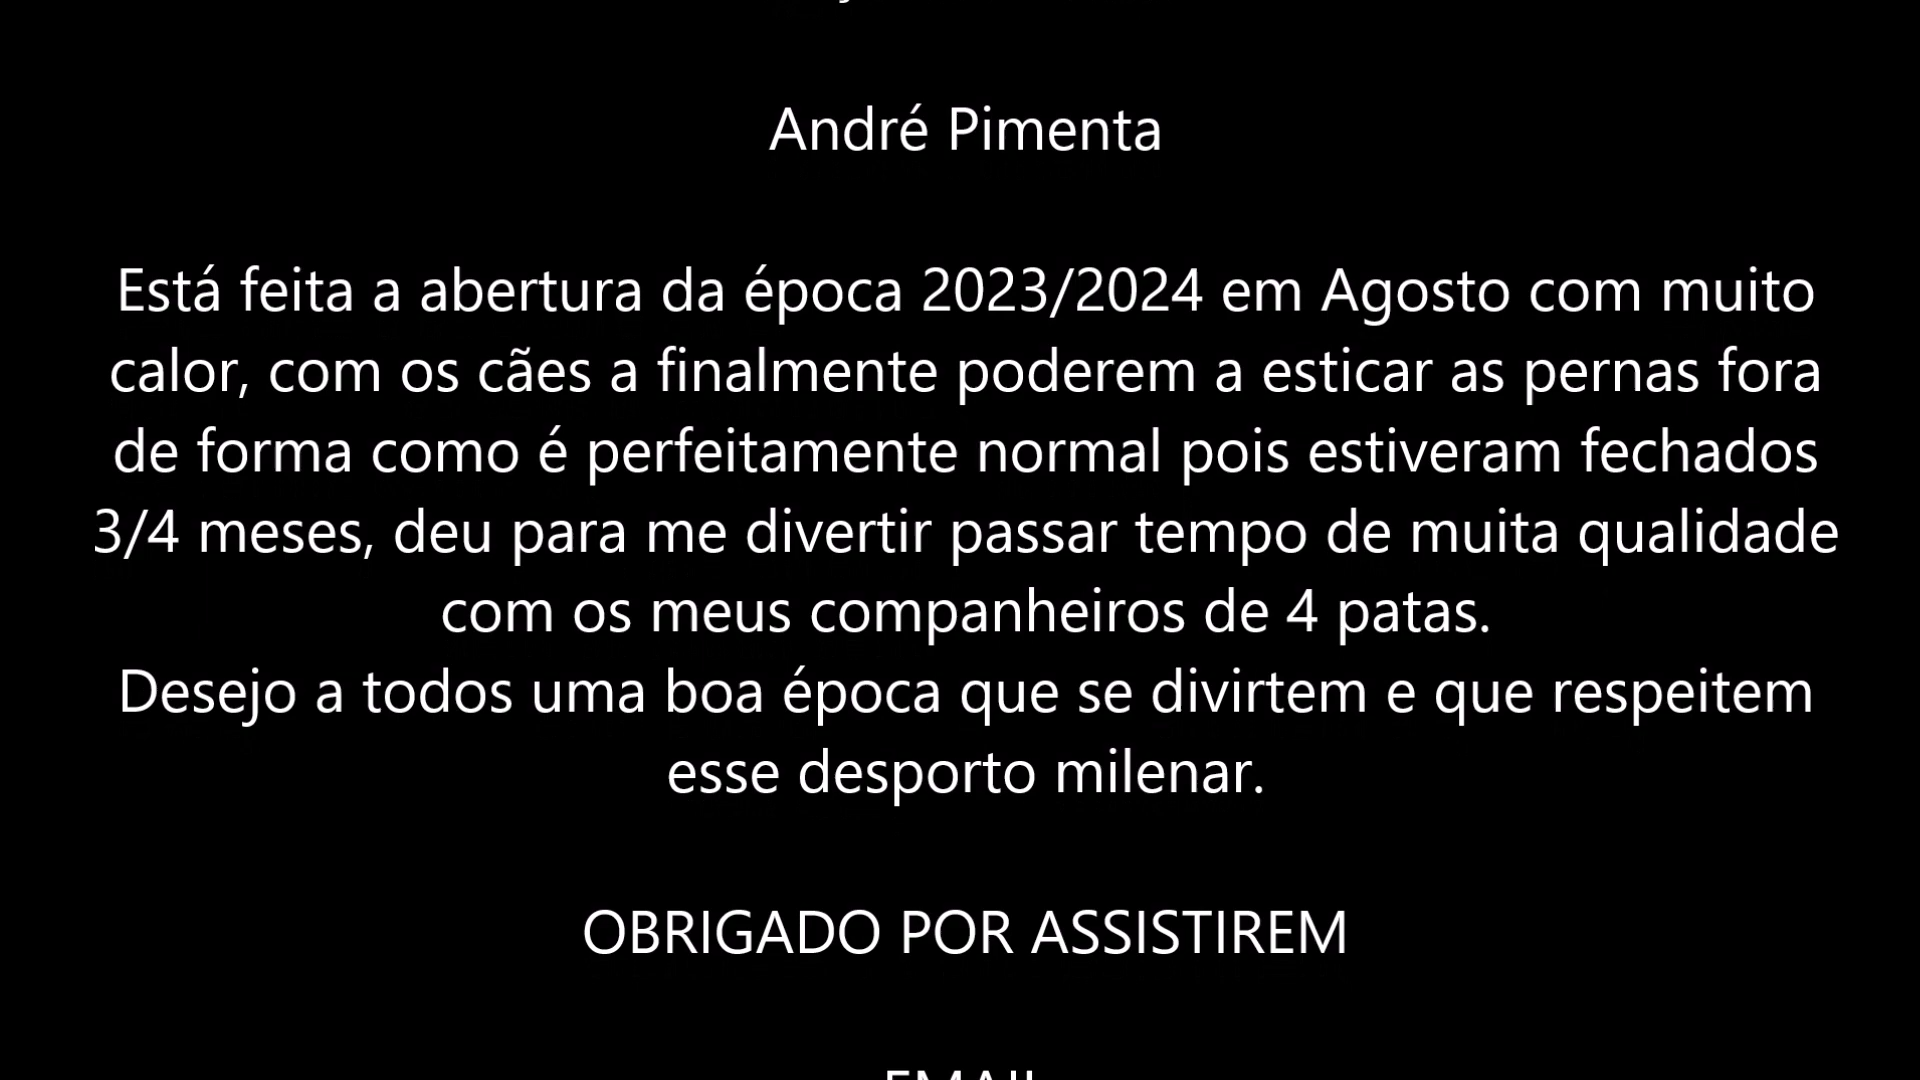 André Pimenta
Está feita a abertura da época 2023/2024 em Agosto com muito
calor, com os cães a finalmente poderem a esticar as pernas fora
de forma como é perfeitamente normal pois estiveram fechados
3/4 meses, deu para me divertir passar tempo de muita qualidade
com os meus companheiros de 4 patas.
Desejo a todos uma boa época que se divirtem e que respeitem
esse desporto milenar.
OBRIGADO POR ASSISTIREM
EMAIL